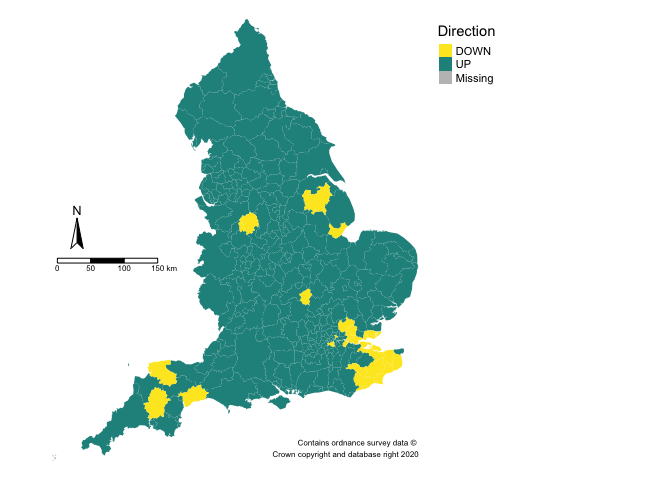 Direction
DOWN
UP
Missing
N
0 50 100 150 km
Contains ordnance survey data ©
Crown copyright and database right 2020